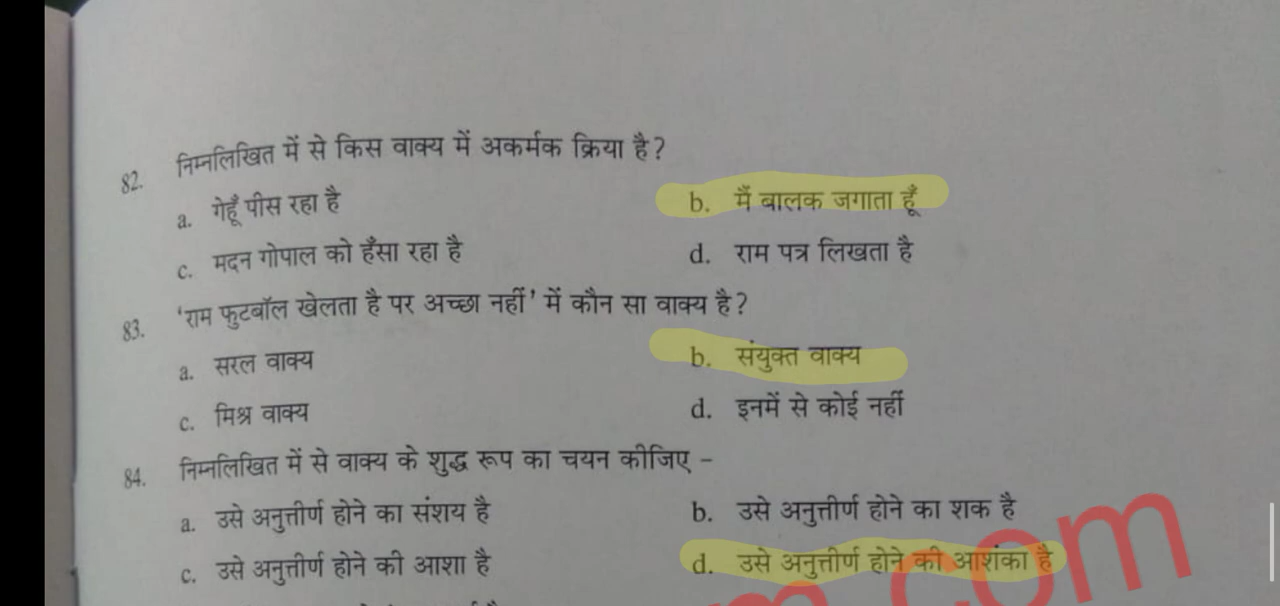 82. निम्नलिखित में से किस वाक्य में अकर्मक क्रिया है?
a. गेहूँ पीस रहा है b. मैं बालक जगाता हूँ
c. मदन गोपाल को हँसा रहा है d. राम पत्र लिखता है
83. 'राम फुटबॉल खेलता है पर अच्छा नहीं' में कौन सा वाक्य है?
a. सरल वाक्य b. संयुक्त वाक्य
c. मिश्र वाक्य d. इनमें से कोई नहीं
84. निम्नलिखित में से वाक्य के शुद्ध रूप का चयन कीजिए –
a. उसे अनुत्तीर्ण होने का संशय है b. उसे अनुत्तीर्ण होने का शक है
c. उसे अनुत्तीर्ण होने की आशा है d. उसे अनुत्तीर्ण होने की आशंका है
.com